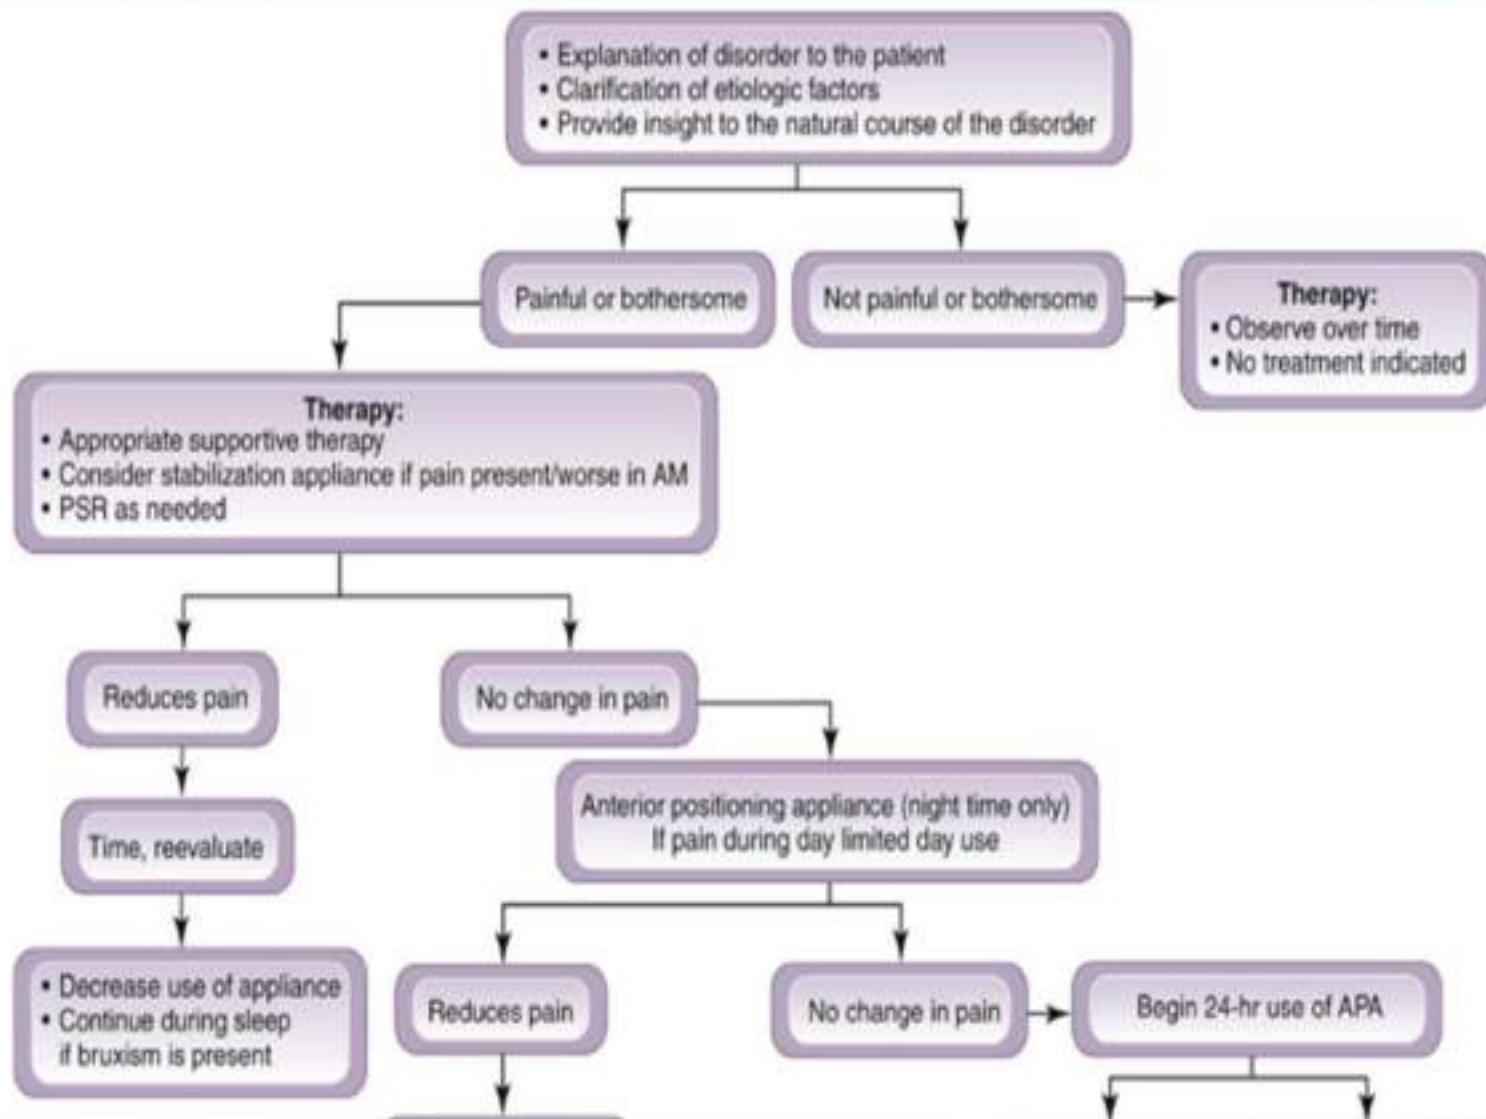 • Explanation of disorder to the patient
• Clarification of etiologic factors
• Provide insight to the natural course of the disorder
Painful or bothersome
Not painful or bothersome
Therapy:
• Observe over time
• No treatment indicated
Therapy:
• Appropriate supportive therapy
• Consider stabilization appliance if pain present/worse in AM
• PSR as needed
Reduces pain
No change in pain
Time, reevaluate
Anterior positioning appliance (night time only)
If pain during day limited day use
• Decrease use of appliance
• Continue during sleep
if bruxism is present
Reduces pain
No change in pain
Begin 24-hr use of APA